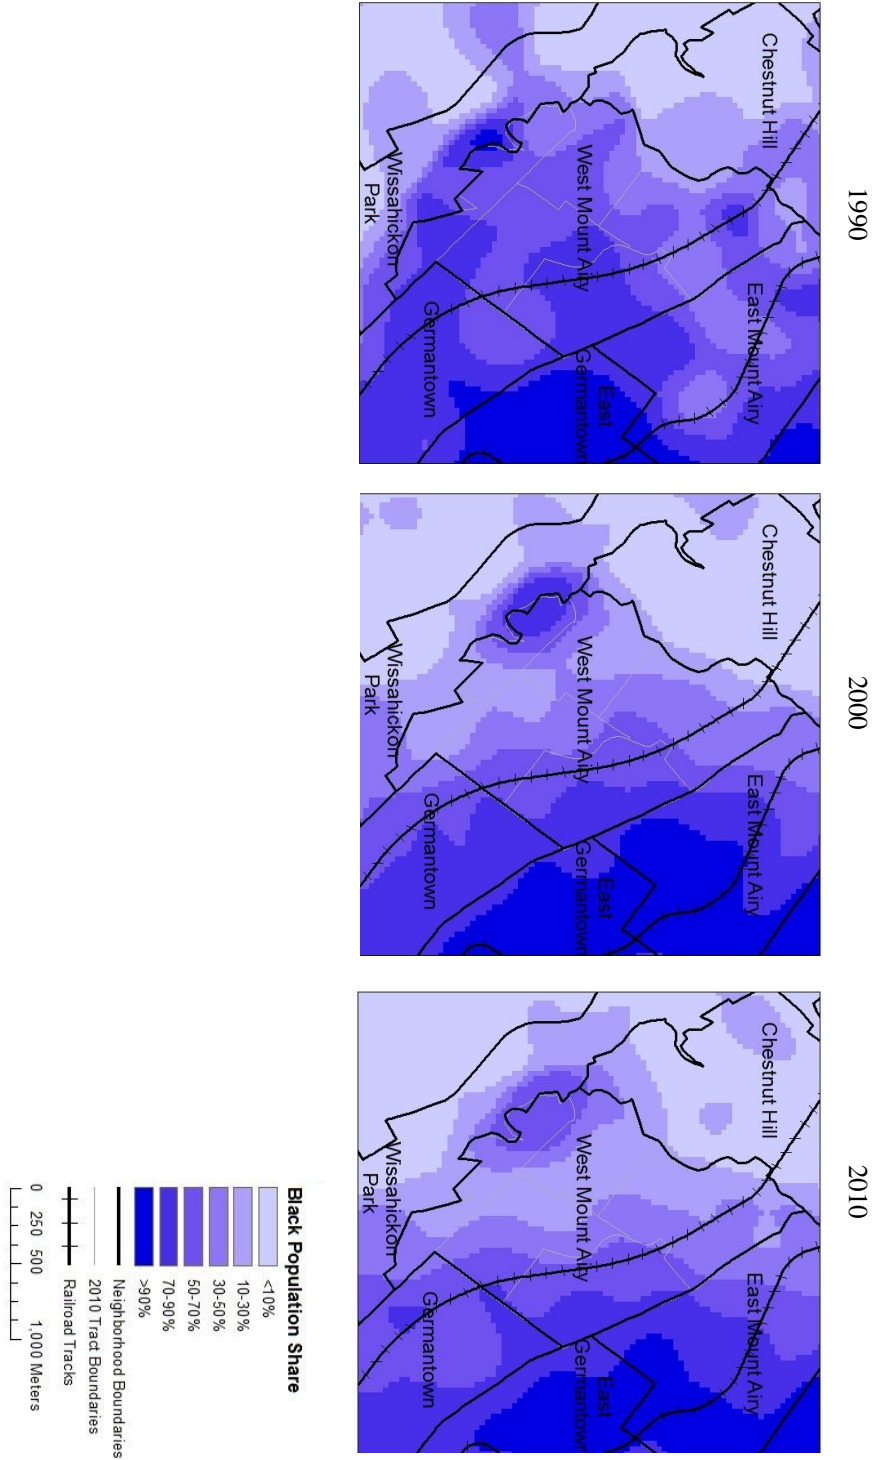 1990
Chestnut Hill
West Mount Airy
East Mount Airy
Wissahickon
Park
Germantown
East
Germantown
2000
Chestnut Hill
West Mount Airy
East Mount Airy
Wissahickon
Park
Germantown
East
Germantown
2010
Chestnut Hill
West Mount Airy
East Mount Airy
Wissahickon
Park
Germantown
East
Germantown
Black Population Share
<10%
10-30%
30-50%
50-70%
70-90%
>90%
Neighborhood Boundaries
2010 Tract Boundaries
Railroad Tracks
0 250 500 1,000 Meters